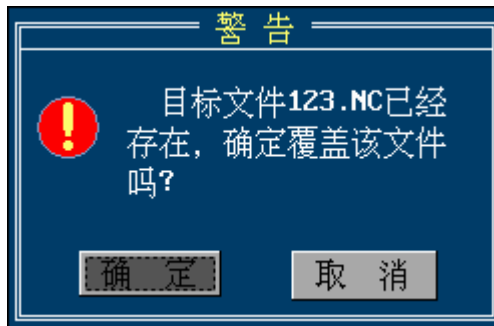 警 告
目标文件123.NC已经
存在，确定覆盖该文件
吗?
确 定
取 消